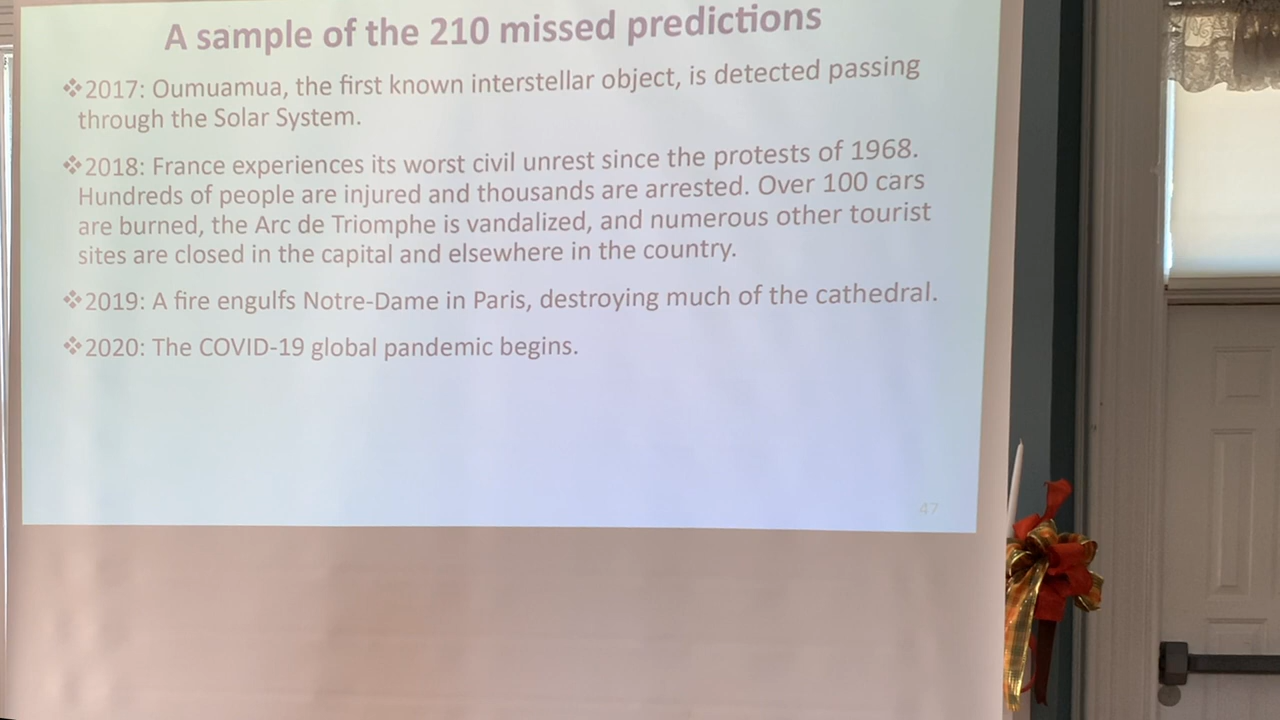 A sample of the 210 missed predictions
❖2017: Oumuamua, the first known interstellar object, is detected passing
through the Solar System.
❖2018: France experiences its worst civil unrest since the protests of 1968.
Hundreds of people are injured and thousands are arrested. Over 100 cars
are burned, the Arc de Triomphe is vandalized, and numerous other tourist
sites are closed in the capital and elsewhere in the country.
❖2019: A fire engulfs Notre-Dame in Paris, destroying much of the cathedral.
❖2020: The COVID-19 global pandemic begins.
47